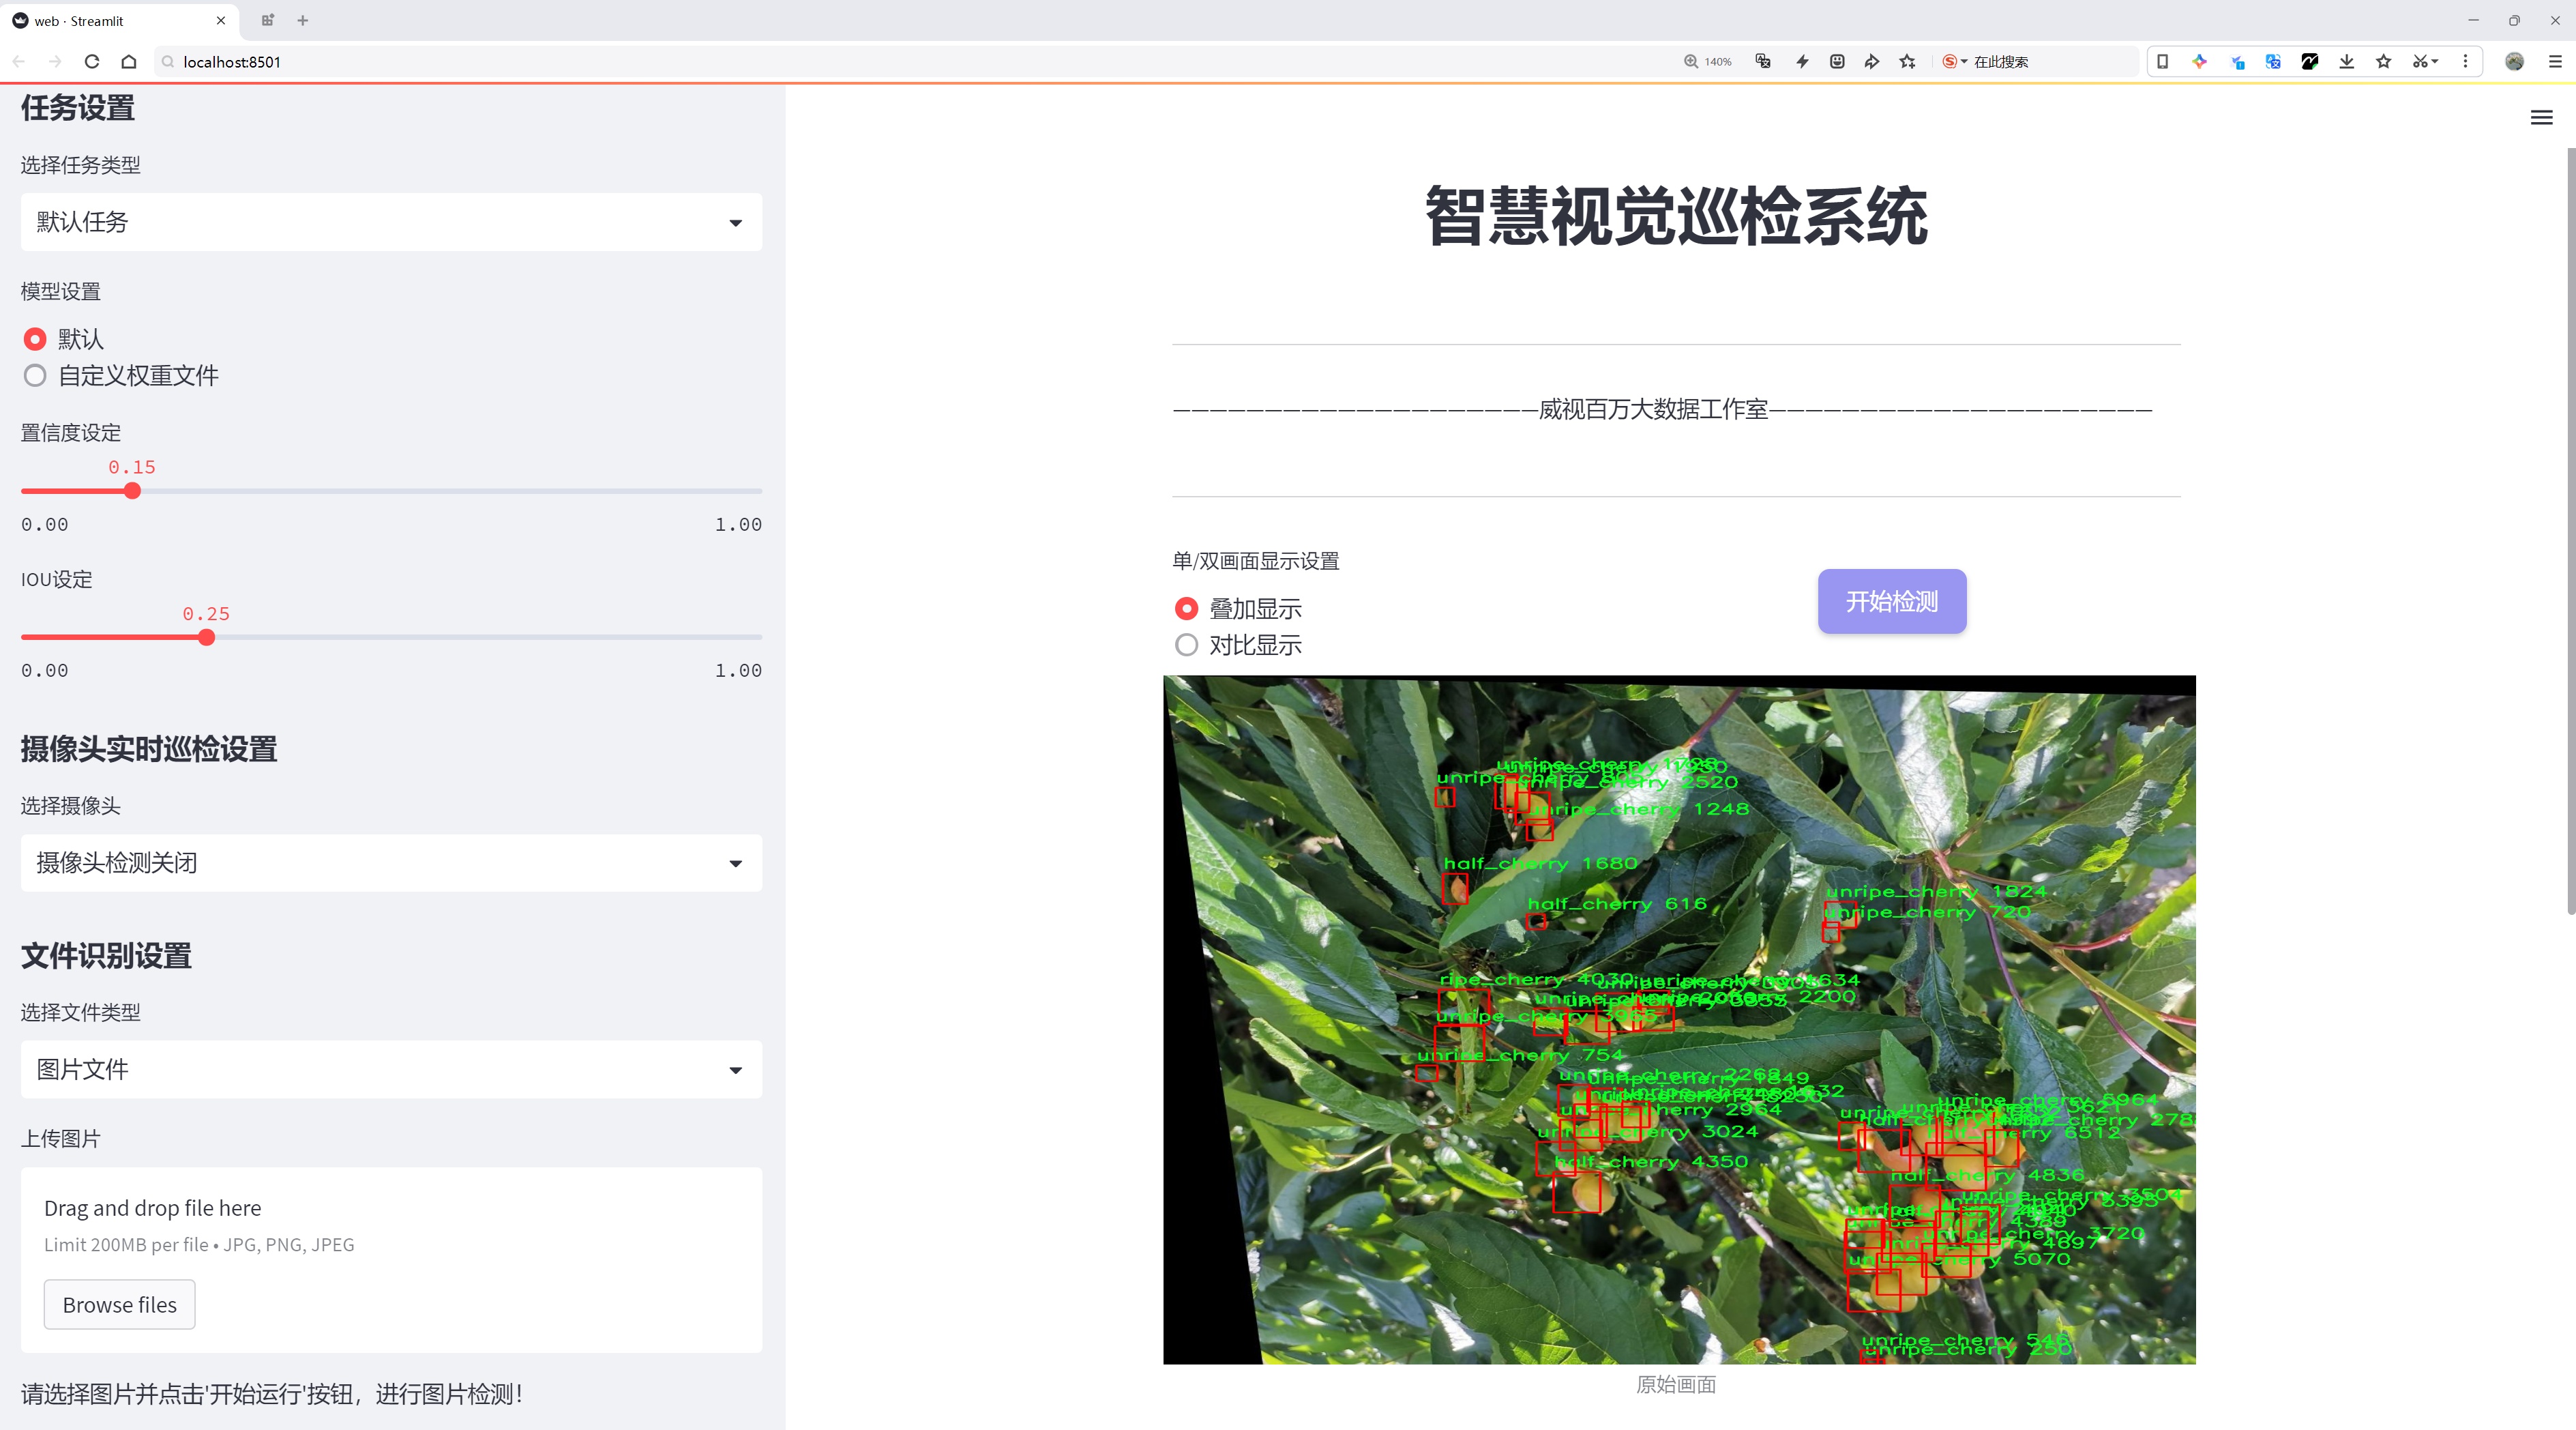 web · Streamlit
localhost:8501
140%
在此搜索
任务设置
选择任务类型
默认任务
模型设置
默认
自定义权重文件
置信度设定
0.15
0.00
1.00
IOU设定
0.25
0.00
1.00
摄像头实时巡检设置
选择摄像头
摄像头检测关闭
文件识别设置
选择文件类型
图片文件
上传图片
Drag and drop file here
Limit 200MB per file • JPG, PNG, JPEG
Browse files
请选择图片并点击'开始运行'按钮，进行图片检测！
智慧视觉巡检系统
—————————————————————威视百万大数据工作室——————————————————————
单/双画面显示设置
叠加显示
对比显示
开始检测
unripe_cherry 2520
unripe_cherry 1248
half_cherry 1680
half_cherry 616
unripe_cherry 1824
unripe_cherry 720
ripe_cherry 4030
unripe_cherry 3965
unripe_cherry 754
unripe_cherry 2964
unripe_cherry 3024
half_cherry 4350
unripe_cherry 5964
half_cherry 6512
half_cherry 4836
unripe_cherry 3504
unripe_cherry 3720
unripe_cherry 4697
unripe_cherry 5070
unripe_cherry 546
unripe_cherry 250
原始画面